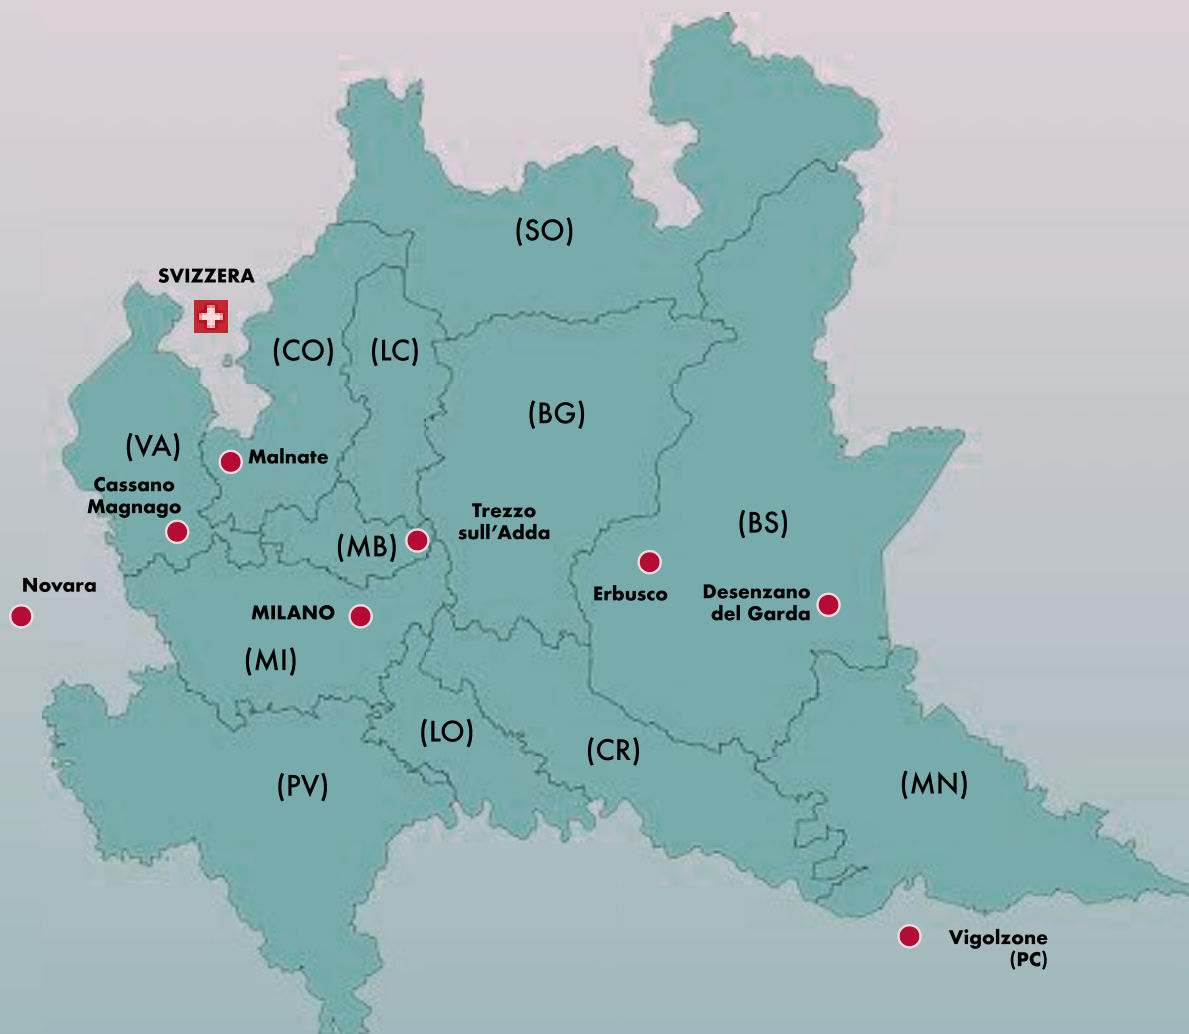 (SO)
SVIZZERA
(CO)
(LC)
(BG)
(VA)
Malnate
Cassano
Magnago
Trezzo
sull'Adda
(BS)
(MB)
Novara
Erbusco
Desenzano
del Garda
MILANO
(MI)
(LO)
(CR)
(PV)
(MN)
Vigolzone
(PC)